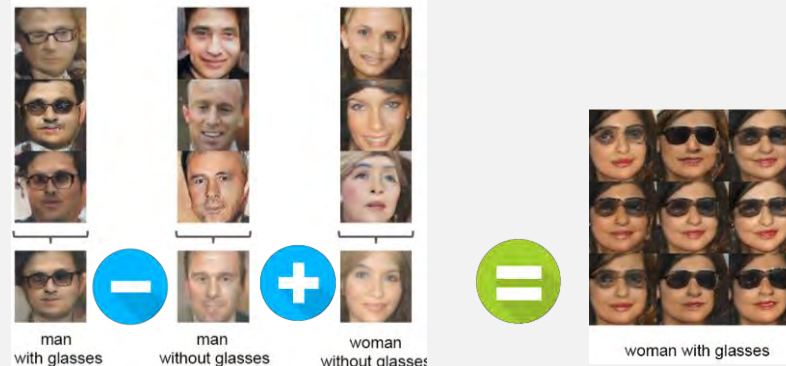 man
with glasses
man
without glasses
woman
without glasses
woman with glasses